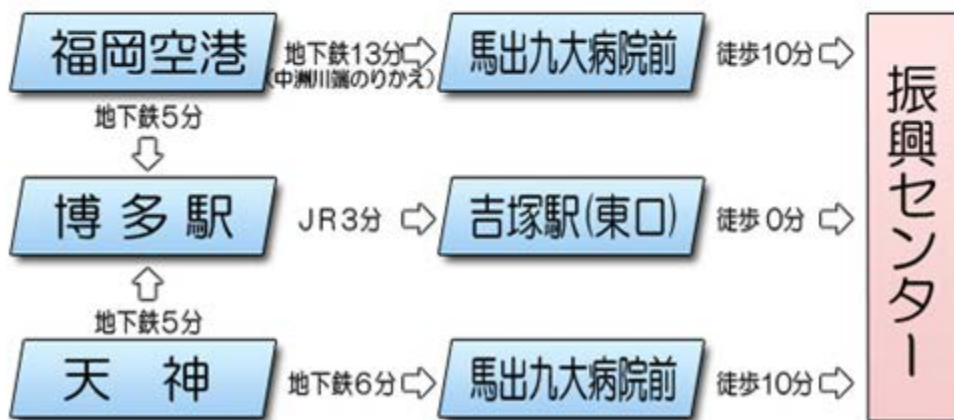 福岡空港
地下鉄13分
(中洲川端のりかえ)
馬出九大病院前
徒歩10分
地下鉄5分
博多駅
JR3分
吉塚駅(東口)
徒歩0分
地下鉄5分
天神
地下鉄6分
馬出九大病院前
徒歩10分
振興センター